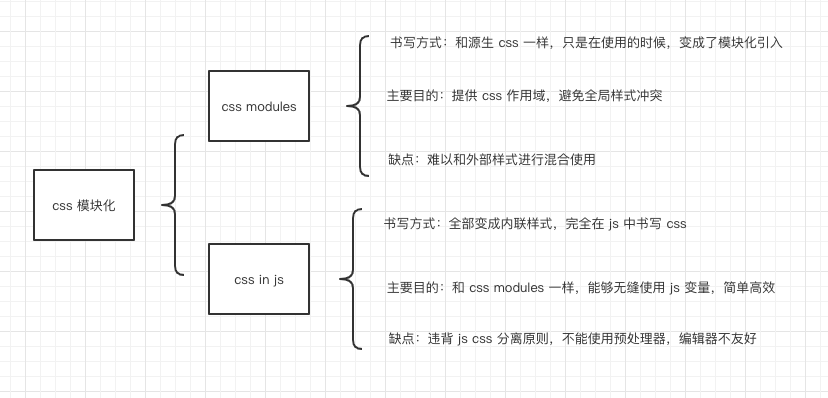 css 模块化
css modules
书写方式：和源生 css 一样，只是在使用的时候，变成了模块化引入
主要目的：提供 css 作用域，避免全局样式冲突
缺点：难以和外部样式进行混合使用
css in js
书写方式：全部变成内联样式，完全在 js 中书写 css
主要目的：和 css modules 一样，能够无缝使用 js 变量，简单高效
缺点：违背 js css 分离原则，不能使用预处理器，编辑器不友好